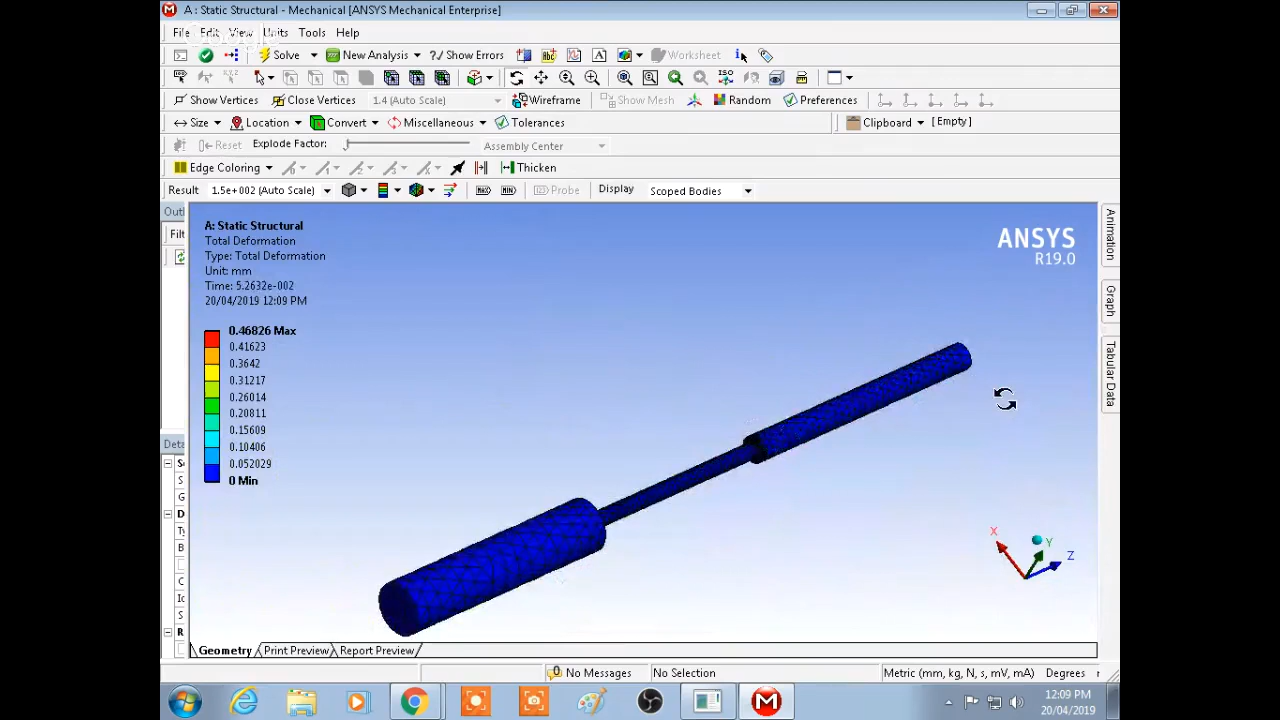 A : Static Structural - Mechanical [ANSYS Mechanical Enterprise]
File Edit View Units Tools Help
Solve New Analysis ?/ Show Errors Worksheet
Show Vertices Close Vertices 1.4 (Auto Scale) Wireframe Show Mesh Random Preferences
Size Location Convert Miscellaneous Tolerances Clipboard [Empty]
Reset Explode Factor: Assembly Center
Edge Coloring Thicken
Result 1.5e+002 (Auto Scale) Probe Display Scoped Bodies
Outl
Filt
A: Static Structural
Total Deformation
Type: Total Deformation
Unit: mm
Time: 5.2632e-002
20/04/2019 12:09 PM
ANSYS
R19.0
0.46826 Max
0.41623
0.3642
0.31217
0.26014
0.20811
0.15609
0.10406
0.052029
0 Min
Animation
Graph
Tabular Data
Deta
X
Y
Z
Geometry Print Preview Report Preview
No Messages No Selection Metric (mm, kg, N, s, mV, mA) Degrees
12:09 PM
20/04/2019